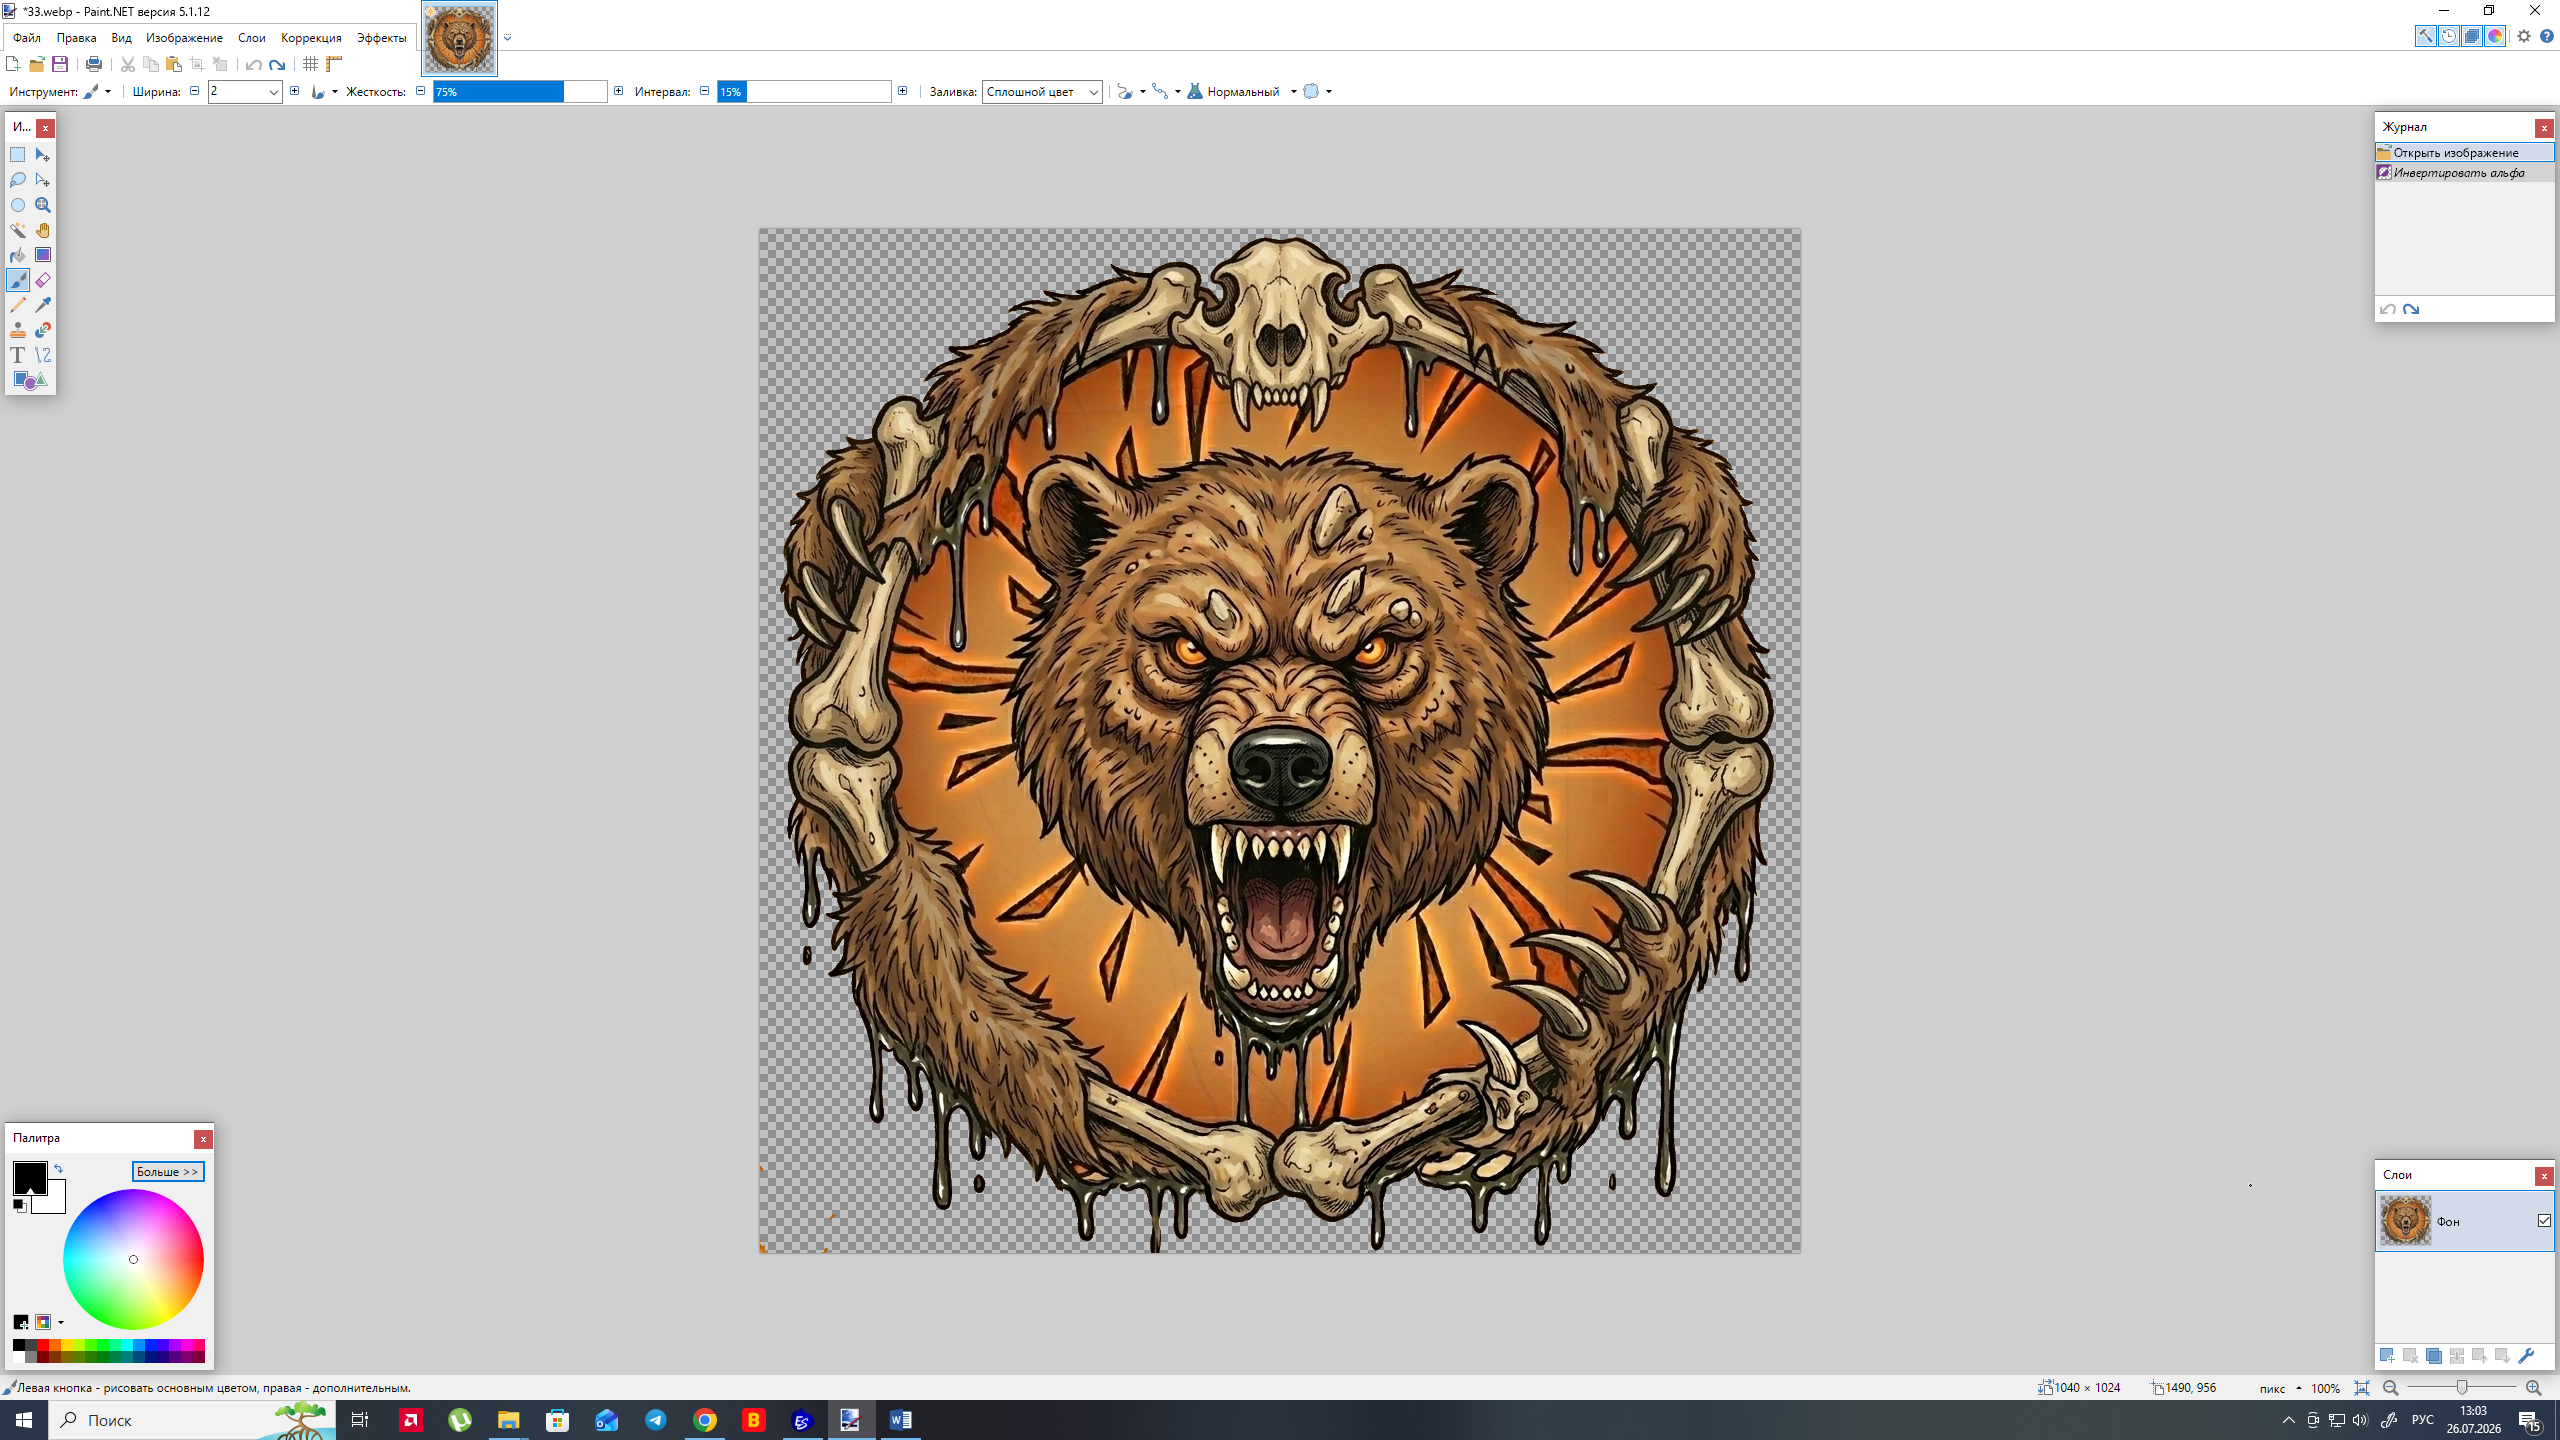 *33.webp - Paint.NET версия 5.1.12
Файл Правка Вид Изображение Слои Коррекция Эффекты
Инструмент: Ширина: 2 Жесткость: 75% Интервал: 15% Заливка: Сплошной цвет Нормальный
И...
Журнал
Открыть изображение
Инвертировать альфа
Палитра
Больше >>
Слои
Фон
Левая кнопка - рисовать основным цветом, правая - дополнительным.
1040 × 1024 1490, 956 пикс 100%
Поиск
РУС
13:03
26.07.2026
15